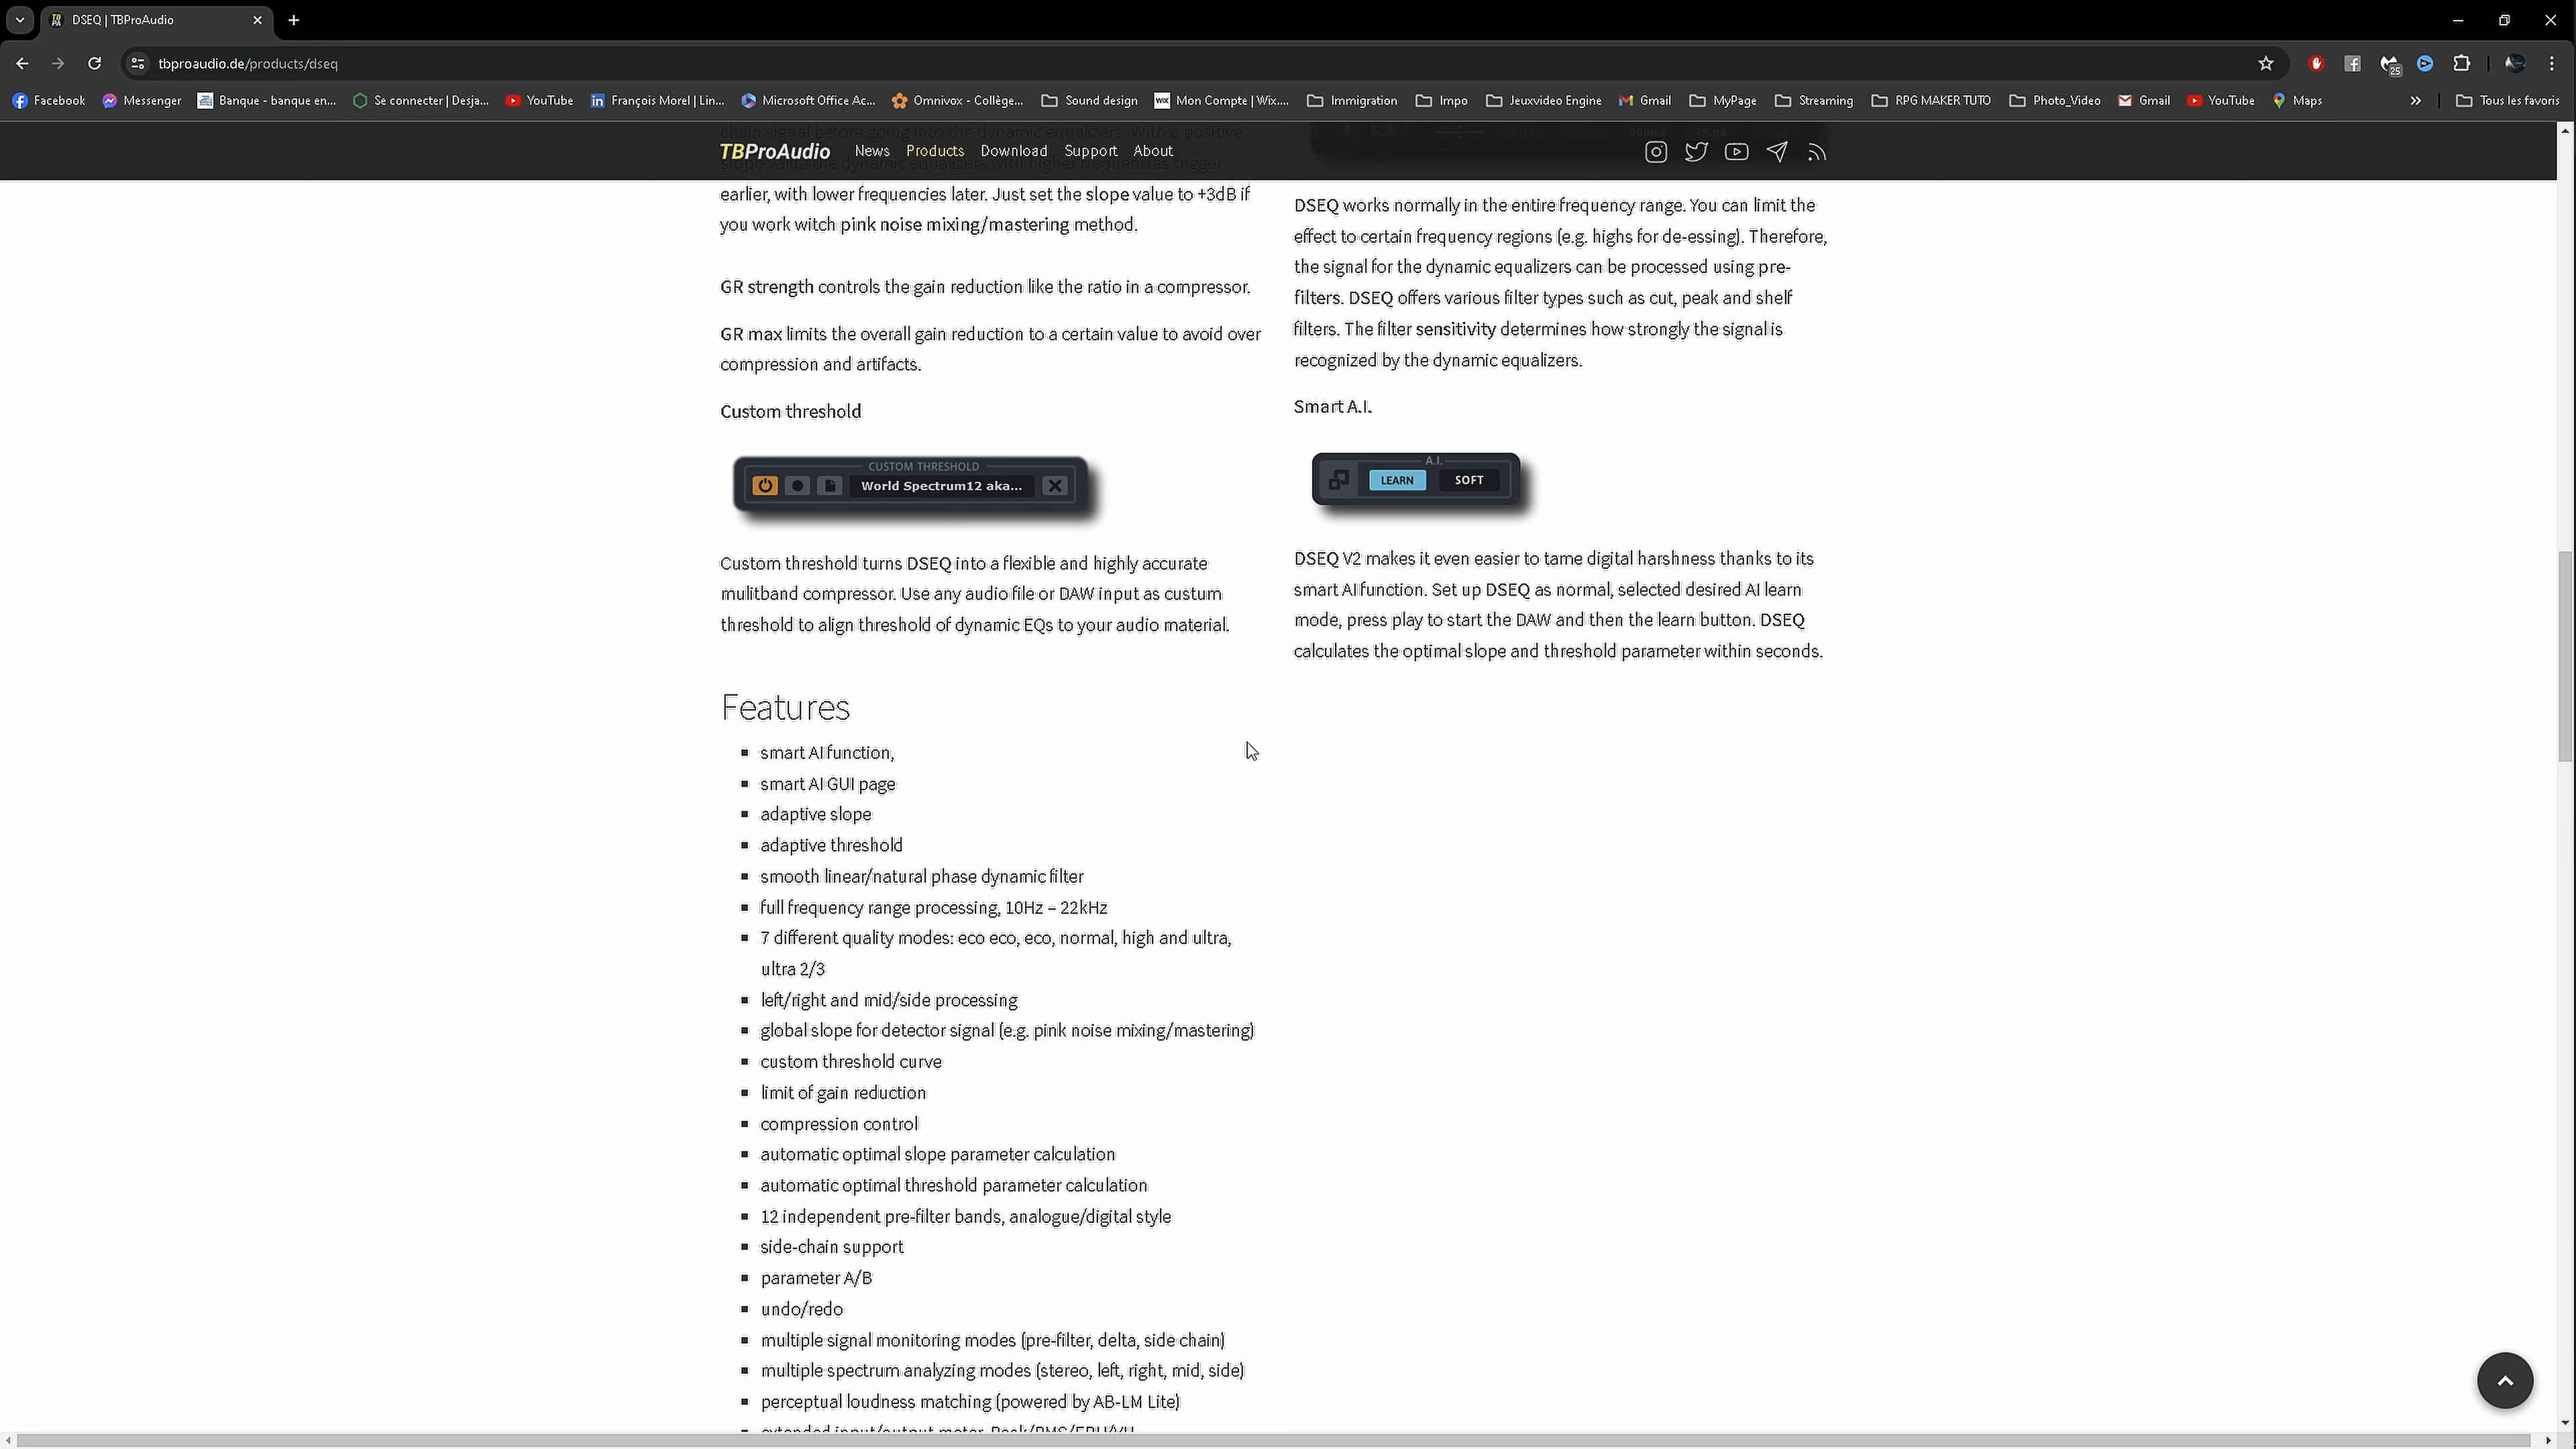 DSEQ | TBProAudio
tbproaudio.de/products/dseq
25
Facebook
Messenger
Banque - banque en...
Se connecter | Desja...
YouTube
François Morel | Lin...
Microsoft Office Ac...
Omnivox - Collège...
Sound design
Mon Compte | Wix....
Immigration
Impo
Jeuxvideo Engine
Gmail
MyPage
Streaming
RPG MAKER TUTO
Photo_Video
Gmail
YouTube
Maps
Tous les favoris
TBProAudio
News
Products
Download
Support
About
chain signal before going into the dynamic equalizers. With a positive
slope value the dynamic equalizers with higher frequencies trigger
earlier, with lower frequencies later. Just set the slope value to +3dB if
you work witch pink noise mixing/mastering method.
GR strength controls the gain reduction like the ratio in a compressor.
GR max limits the overall gain reduction to a certain value to avoid over
compression and artifacts.
Custom threshold
CUSTOM THRESHOLD
World Spectrum12 aka...
Custom threshold turns DSEQ into a flexible and highly accurate
mulitband compressor. Use any audio file or DAW input as custum
threshold to align threshold of dynamic EQs to your audio material.
DSEQ works normally in the entire frequency range. You can limit the
effect to certain frequency regions (e.g. highs for de-essing). Therefore,
the signal for the dynamic equalizers can be processed using pre-
filters. DSEQ offers various filter types such as cut, peak and shelf
filters. The filter sensitivity determines how strongly the signal is
recognized by the dynamic equalizers.
Smart A.I.
A.I.
LEARN
SOFT
DSEQ V2 makes it even easier to tame digital harshness thanks to its
smart AI function. Set up DSEQ as normal, selected desired AI learn
mode, press play to start the DAW and then the learn button. DSEQ
calculates the optimal slope and threshold parameter within seconds.
Features
smart AI function,
smart AI GUI page
adaptive slope
adaptive threshold
smooth linear/natural phase dynamic filter
full frequency range processing, 10Hz – 22kHz
7 different quality modes: eco eco, eco, normal, high and ultra,
ultra 2/3
left/right and mid/side processing
global slope for detector signal (e.g. pink noise mixing/mastering)
custom threshold curve
limit of gain reduction
compression control
automatic optimal slope parameter calculation
automatic optimal threshold parameter calculation
12 independent pre-filter bands, analogue/digital style
side-chain support
parameter A/B
undo/redo
multiple signal monitoring modes (pre-filter, delta, side chain)
multiple spectrum analyzing modes (stereo, left, right, mid, side)
perceptual loudness matching (powered by AB-LM Lite)
extended input/output meter, Peak/RMS/EBU/VU